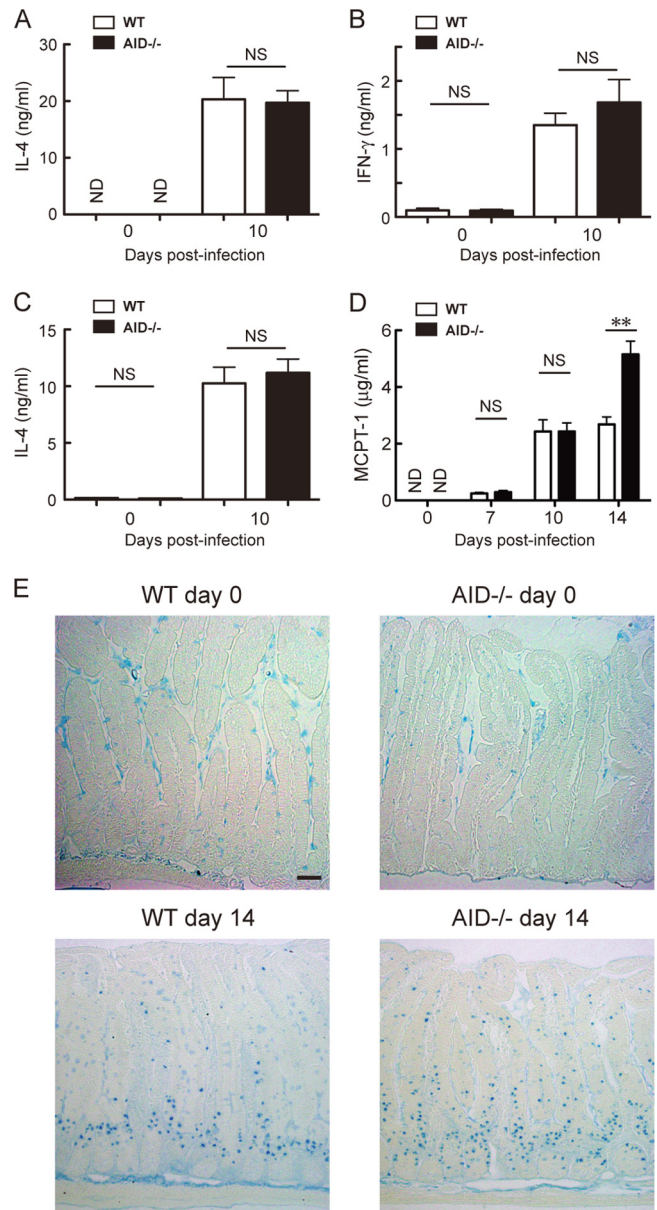 A
WT
AID-/-
30
20
10
0
IL-4 (ng/ml)
ND
ND
NS
0
10
Days post-infection
B
WT
AID-/-
2
1
0
IFN-γ (ng/ml)
NS
NS
0
10
Days post-infection
C
WT
AID-/-
15
10
5
0
IL-4 (ng/ml)
NS
NS
0
10
Days post-infection
D
WT
AID-/-
6
4
2
0
MCPT-1 (μg/ml)
ND
ND
NS
NS
**
0
7
10
14
Days post-infection
E
WT day 0
AID-/- day 0
WT day 14
AID-/- day 14